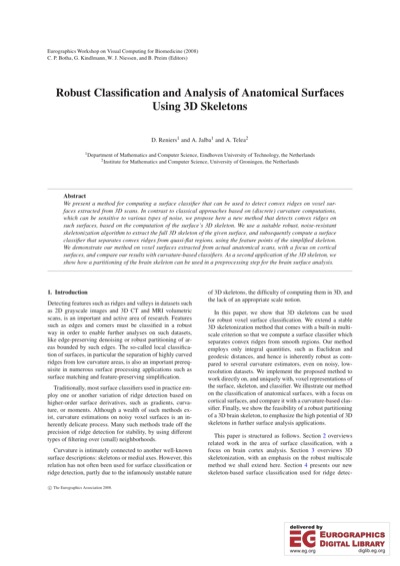 Eurographics Workshop on Visual Computing for Biomedicine (2008)
C. P. Botha, G. Kindlmann, W. J. Niessen, and B. Preim (Editors)
Robust Classification and Analysis of Anatomical Surfaces
Using 3D Skeletons
D. Reniers¹ and A. Jalba¹ and A. Telea²
¹Department of Mathematics and Computer Science, Eindhoven University of Technology, the Netherlands
²Institute for Mathematics and Computer Science, University of Groningen, the Netherlands
Abstract
We present a method for computing a surface classifier that can be used to detect convex ridges on voxel sur-
faces extracted from 3D scans. In contrast to classical approaches based on (discrete) curvature computations,
which can be sensitive to various types of noise, we propose here a new method that detects convex ridges on
such surfaces, based on the computation of the surface's 3D skeleton. We use a suitable robust, noise-resistant
skeletonization algorithm to extract the full 3D skeleton of the given surface, and subsequently compute a surface
classifier that separates convex ridges from quasi-flat regions, using the feature points of the simplified skeleton.
We demonstrate our method on voxel surfaces extracted from actual anatomical scans, with a focus on cortical
surfaces, and compare our results with curvature-based classifiers. As a second application of the 3D skeleton, we
show how a partitioning of the brain skeleton can be used in a preprocessing step for the brain surface analysis.
1. Introduction
Detecting features such as ridges and valleys in datasets such
as 2D grayscale images and 3D CT and MRI volumetric
scans, is an important and active area of research. Features
such as edges and corners must be classified in a robust
way in order to enable further analyses on such datasets,
like edge-preserving denoising or robust partitioning of ar-
eas bounded by such edges. The so-called local classifica-
tion of surfaces, in particular the separation of highly curved
ridges from low curvature areas, is also an important prereq-
uisite in numerous surface processing applications such as
surface matching and feature-preserving simplification.
Traditionally, most surface classifiers used in practice em-
ploy one or another variation of ridge detection based on
higher-order surface derivatives; such as gradients, curva-
ture, or moments. Although a wealth of such methods ex-
ist, curvature estimations on noisy voxel surfaces is an in-
herently delicate process. Many such methods trade off the
precision of ridge detection for stability, by using different
types of filtering over (small) neighborhoods.
Curvature is intimately connected to another well-known
surface descriptions: skeletons or medial axes. However, this
relation has not often been used for surface classification or
ridge detection, partly due to the infamously unstable nature
of 3D skeletons, the difficulty of computing them in 3D, and
the lack of an appropriate scale notion.
In this paper, we show that 3D skeletons can be used
for robust voxel surface classification. We extend a stable
3D skeletonization method that comes with a built-in multi-
scale criterion so that we compute a surface classifier which
separates convex ridges from smooth regions. Our method
employs only integral quantities, such as Euclidean and
geodesic distances, and hence is inherently robust as com-
pared to several curvature estimators, even on noisy, low-
resolution datasets. We implement the proposed method to
work directly on, and uniquely with, voxel representations of
the surface, skeleton, and classifier. We illustrate our method
on the classification of anatomical surfaces, with a focus on
cortical surfaces, and compare it with a curvature-based clas-
sifier. Finally, we show the feasibility of a robust partitioning
of a 3D brain skeleton, to emphasize the high potential of 3D
skeletons in further surface analysis applications.
This paper is structured as follows. Section 2 overviews
related work in the area of surface classification, with a
focus on brain cortex analysis. Section 3 overviews 3D
skeletonization, with an emphasis on the robust multiscale
method we shall extend here. Section 4 presents our new
skeleton-based surface classification used for ridge detec-
© The Eurographics Association 2008.
delivered by
EG EUROGRAPHICS
DIGITAL LIBRARY
www.eg.org diglib.eg.org